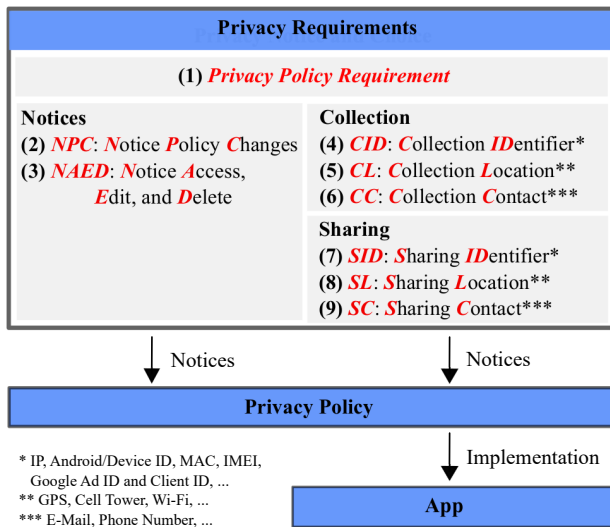 Privacy Requirements
(1) Privacy Policy Requirement
Notices
(2) NPC: Notice Policy Changes
(3) NAED: Notice Access,
Edit, and Delete
Collection
(4) CID: Collection IDentifier*
(5) CL: Collection Location**
(6) CC: Collection Contact***
Sharing
(7) SID: Sharing IDentifier*
(8) SL: Sharing Location**
(9) SC: Sharing Contact***
Notices
Notices
Privacy Policy
Implementation
* IP, Android/Device ID, MAC, IMEI,
Google Ad ID and Client ID, ...
** GPS, Cell Tower, Wi-Fi, ...
*** E-Mail, Phone Number, ...
App